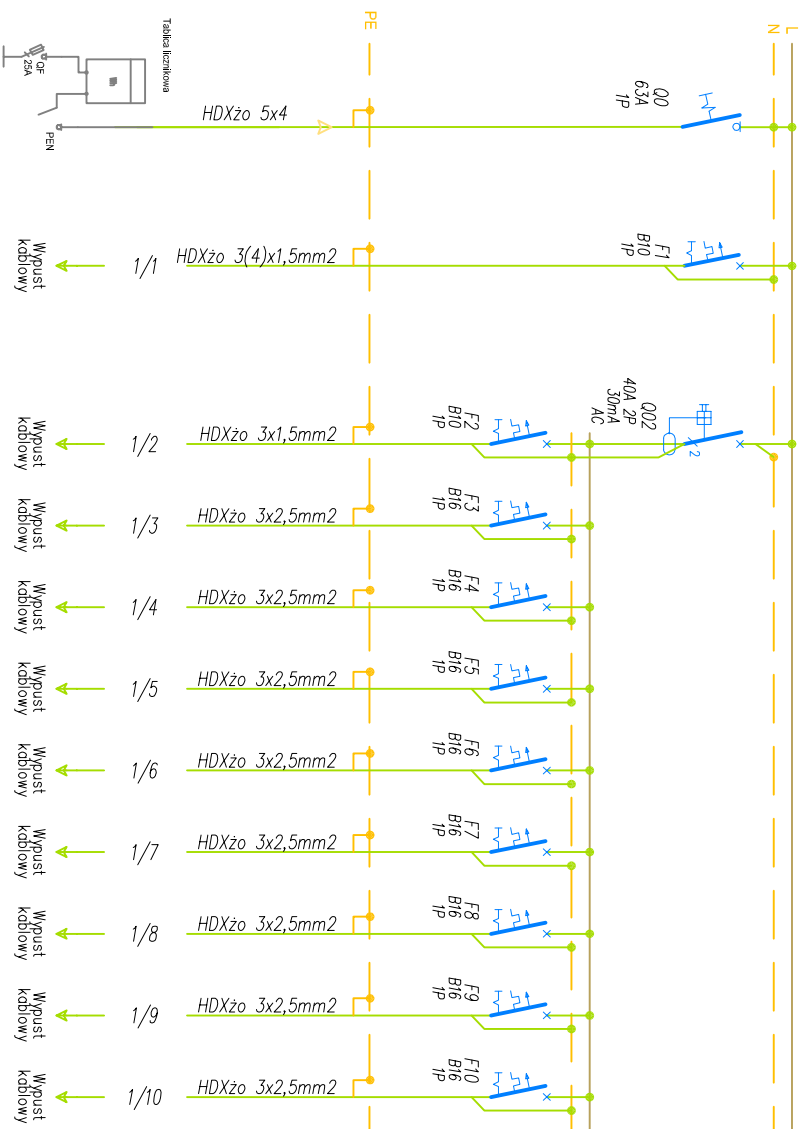 L
N
PE
Tablica licznikowa
Wh
QF
25A
PEN
HDXżo 5x4
Q0
63A
1P
F1
B10
1P
HDXżo 3(4)x1,5mm2
1/1
Wypust
kablowy
Q02
40A 2P
30mA
AC
2
F2
B10
1P
HDXżo 3x1,5mm2
1/2
Wypust
kablowy
F3
B16
1P
HDXżo 3x2,5mm2
1/3
Wypust
kablowy
F4
B16
1P
HDXżo 3x2,5mm2
1/4
Wypust
kablowy
F5
B16
1P
HDXżo 3x2,5mm2
1/5
Wypust
kablowy
F6
B16
1P
HDXżo 3x2,5mm2
1/6
Wypust
kablowy
F7
B16
1P
HDXżo 3x2,5mm2
1/7
Wypust
kablowy
F8
B16
1P
HDXżo 3x2,5mm2
1/8
Wypust
kablowy
F9
B16
1P
HDXżo 3x2,5mm2
1/9
Wypust
kablowy
F10
B16
1P
HDXżo 3x2,5mm2
1/10
Wypust
kablowy